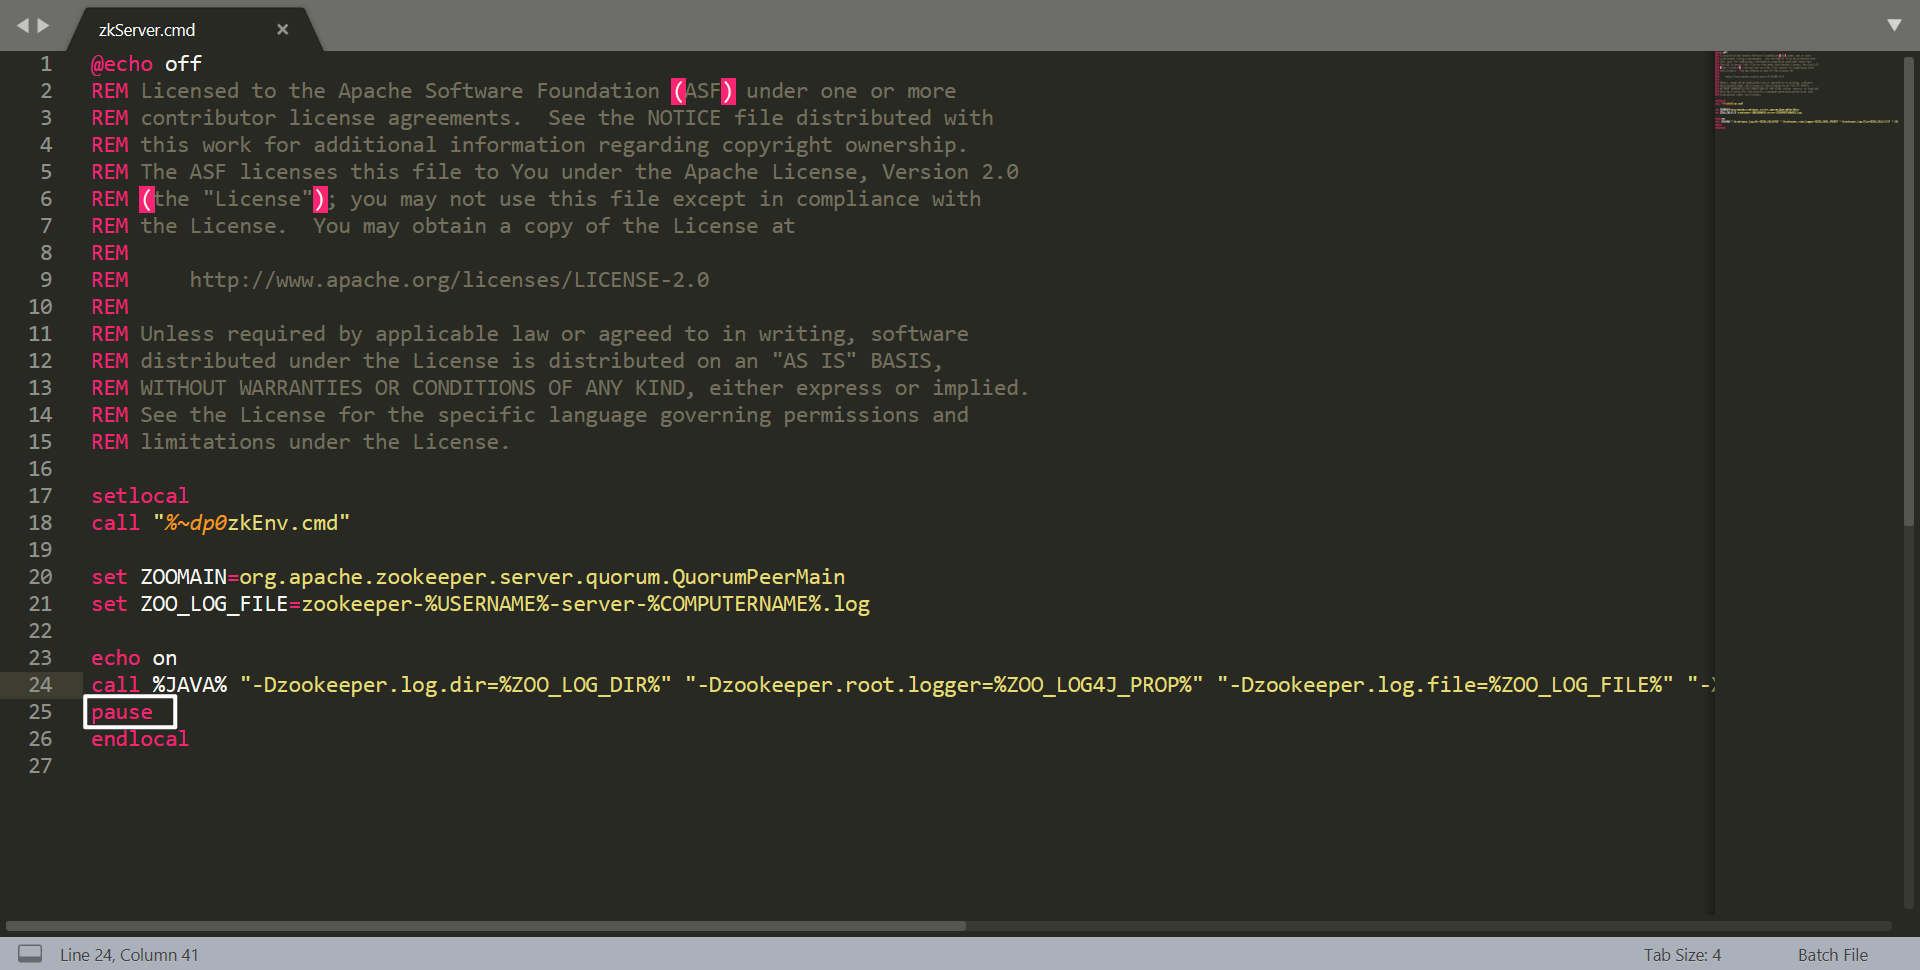 zkServer.cmd ×
1 @echo off
2 REM Licensed to the Apache Software Foundation (ASF) under one or more
3 REM contributor license agreements.  See the NOTICE file distributed with
4 REM this work for additional information regarding copyright ownership.
5 REM The ASF licenses this file to You under the Apache License, Version 2.0
6 REM (the "License"); you may not use this file except in compliance with
7 REM the License.  You may obtain a copy of the License at
8 REM
9 REM     http://www.apache.org/licenses/LICENSE-2.0
10 REM
11 REM Unless required by applicable law or agreed to in writing, software
12 REM distributed under the License is distributed on an "AS IS" BASIS,
13 REM WITHOUT WARRANTIES OR CONDITIONS OF ANY KIND, either express or implied.
14 REM See the License for the specific language governing permissions and
15 REM limitations under the License.
16
17 setlocal
18 call "%~dp0zkEnv.cmd"
19
20 set ZOOMAIN=org.apache.zookeeper.server.quorum.QuorumPeerMain
21 set ZOO_LOG_FILE=zookeeper-%USERNAME%-server-%COMPUTERNAME%.log
22
23 echo on
24 call %JAVA% "-Dzookeeper.log.dir=%ZOO_LOG_DIR%" "-Dzookeeper.root.logger=%ZOO_LOG4J_PROP%" "-Dzookeeper.log.file=%ZOO_LOG_FILE%" "-
25 pause
26 endlocal
27
Line 24, Column 41
Tab Size: 4
Batch File